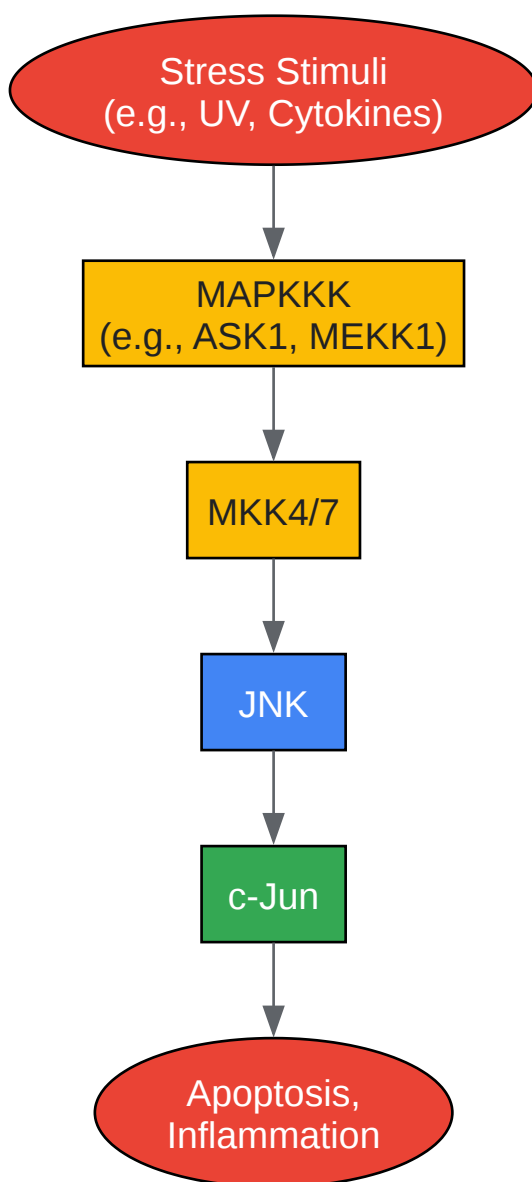 Stress Stimuli
(e.g., UV, Cytokines)
MAPKKK
(e.g., ASK1, MEKK1)
MKK4/7
JNK
c-Jun
Apoptosis,
Inflammation